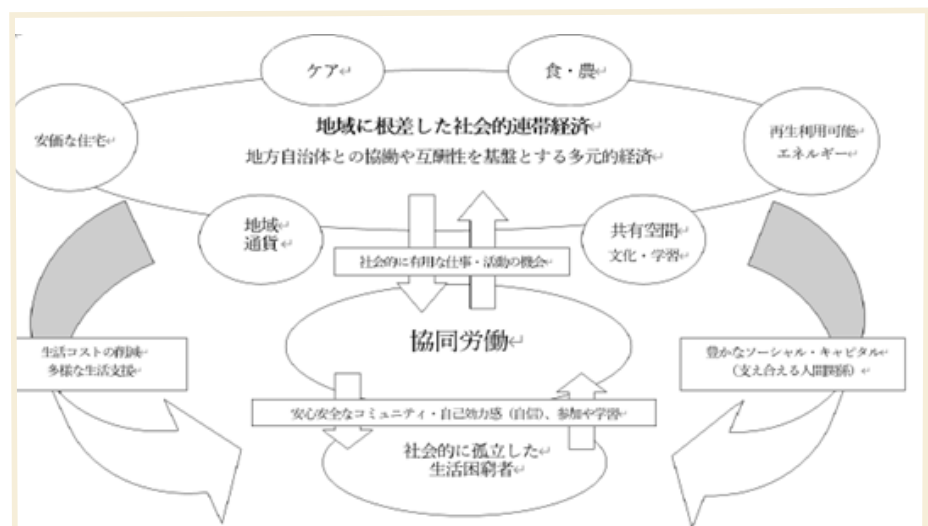 ケア
食・農
安価な住宅
地域に根差した社会的連帯経済
再生利用可能
エネルギー
地方自治体との協働や互酬性を基盤とする多元的経済
地域
通貨
共有空間
文化・学習
社会的に有用な仕事・活動の機会
協同労働
生活コストの削減
多様な生活支援
豊かなソーシャル・キャピタル
(支え合える人間関係)
安心安全なコミュニティ・自己効力感(自信)、参加や学習
社会的に孤立した
生活困窮者